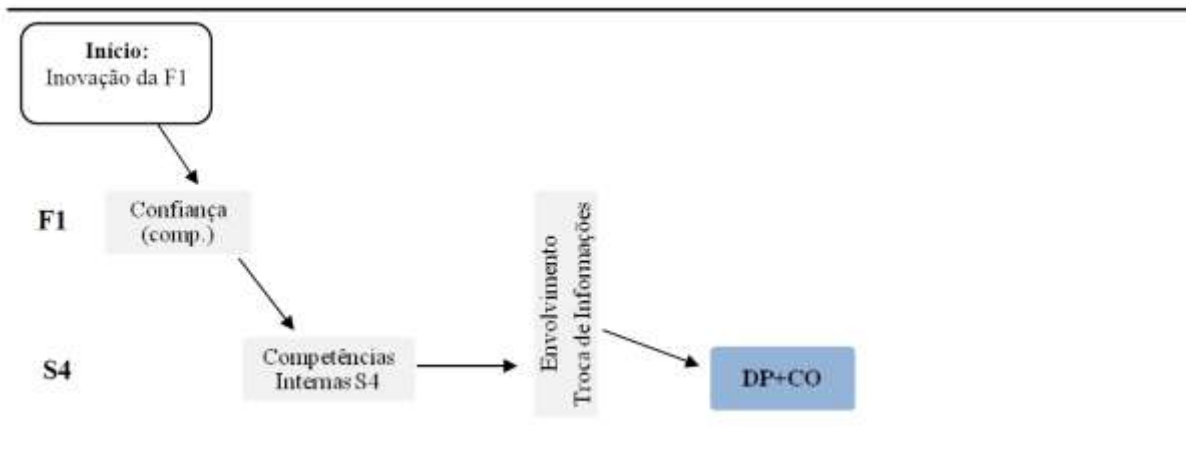 Início:
Inovação da F1
F1
Confiança
(comp.)
S4
Competências
Internas S4
Envolvimento
Troca de Informações
DP+CO